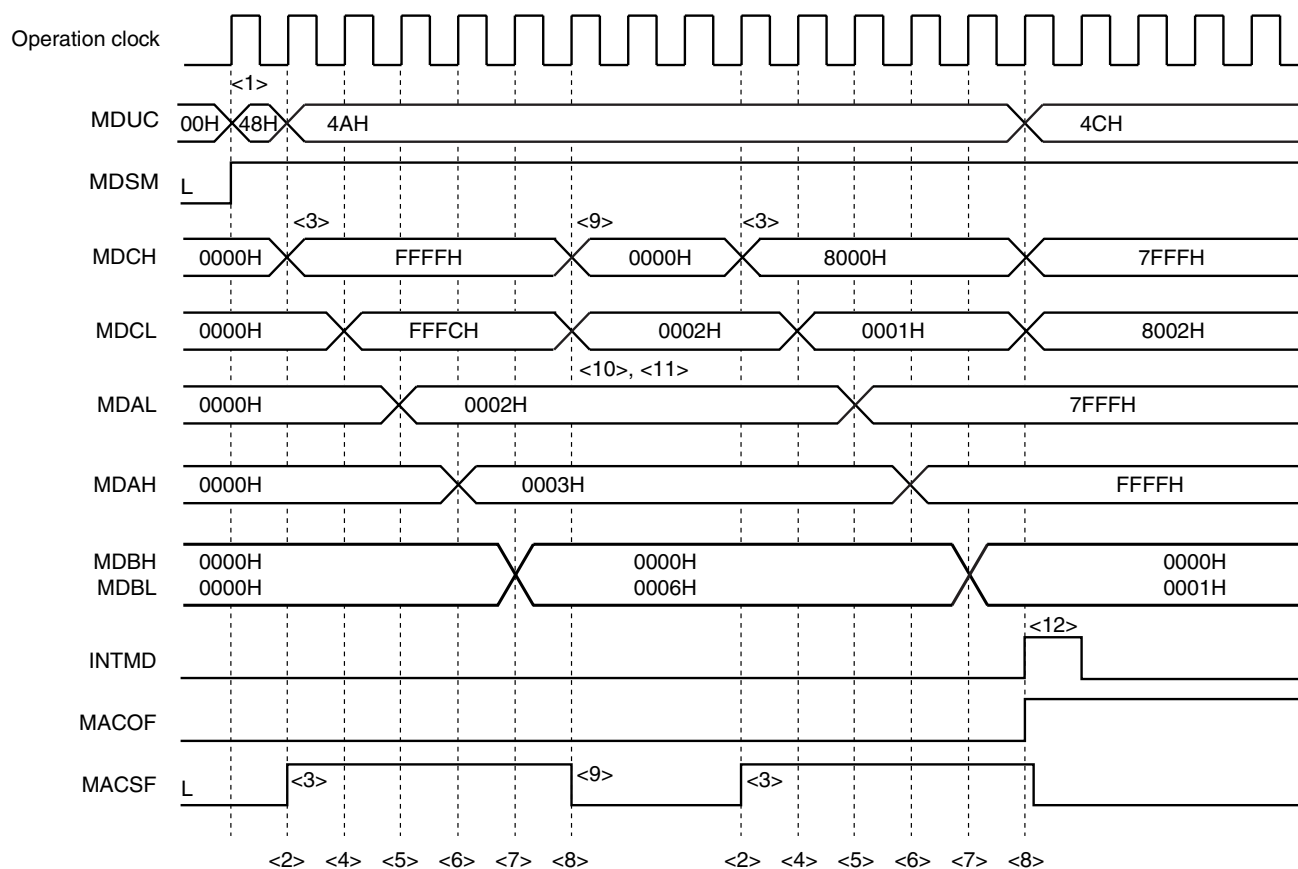 Operation clock
<1>
MDUC 00H 48H 4AH 4CH
MDSM L
<3> <9> <3>
MDCH 0000H FFFFH 0000H 8000H 7FFFH
MDCL 0000H FFFCH 0002H 0001H 8002H
<10>, <11>
MDAL 0000H 0002H 7FFFH
MDAH 0000H 0003H FFFFH
MDBH 0000H 0000H 0000H
MDBL 0000H 0006H 0001H
<12>
INTMD
MACOF
MACSF L <3> <9> <3>
<2> <4> <5> <6> <7> <8> <2> <4> <5> <6> <7> <8>